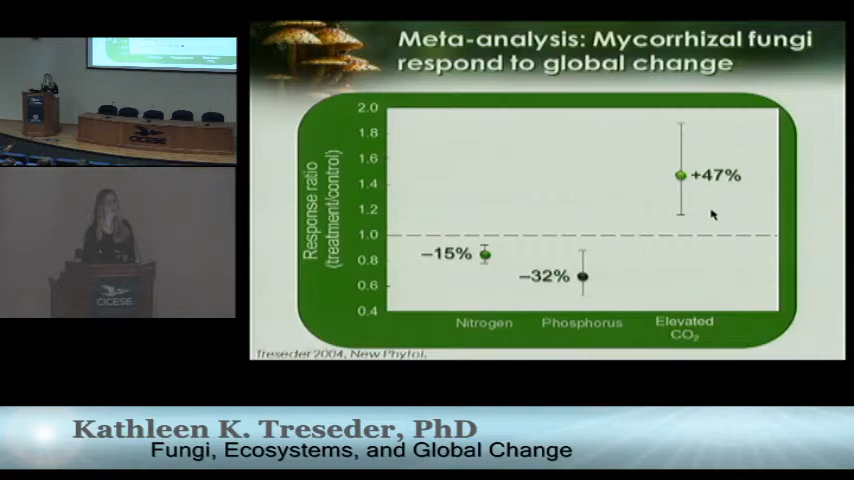 Meta-analysis: Mycorrhizal fungi
respond to global change
Response ratio
(treatment/control)
2.0
1.8
1.6
1.4
1.2
1.0
0.8
0.6
0.4
–15%
–32%
+47%
Nitrogen
Phosphorus
Elevated
CO₂
Treseder 2004, New Phytol.
CICESE
CICESE
Kathleen K. Treseder, PhD
Fungi, Ecosystems, and Global Change